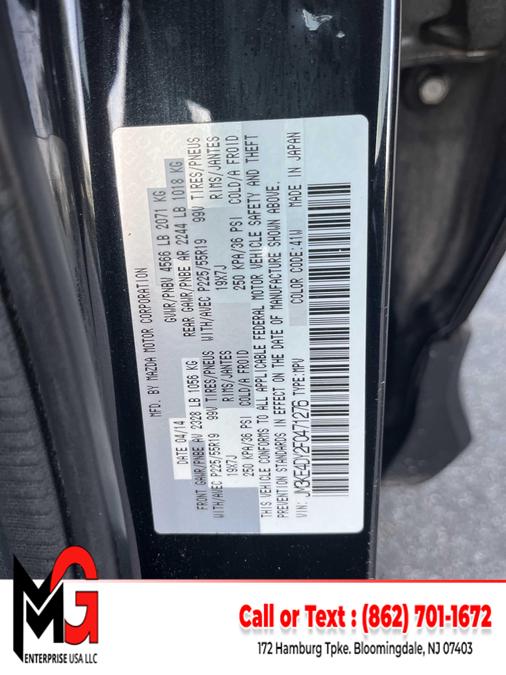 MFD. BY MAZDA MOTOR CORPORATION
DATE 04/14 GVWR/PNBV 4566 LB 2071 KG
FRONT GAWR/PNBE AV 2328 LB 1056 KG REAR GAWR/PNBE AR 2244 LB 1018 KG
WITH/AVEC P225/55R19 99V TIRES/PNEUS WITH/AVEC P225/55R19 99V TIRES/PNEUS
19X7J RIMS/JANTES 19X7J RIMS/JANTES
250 KPA/36 PSI COLD/A FROID 250 KPA/36 PSI COLD/A FROID
THIS VEHICLE CONFORMS TO ALL APPLICABLE FEDERAL MOTOR VEHICLE SAFETY AND THEFT
PREVENTION STANDARDS IN EFFECT ON THE DATE OF MANUFACTURE SHOWN ABOVE.
VIN: JM3KE4DY2F0471276 TYPE:MPV COLOR CODE:41W MADE IN JAPAN
MG
ENTERPRISE USA LLC
Call or Text : (862) 701-1672
172 Hamburg Tpke. Bloomingdale, NJ 07403